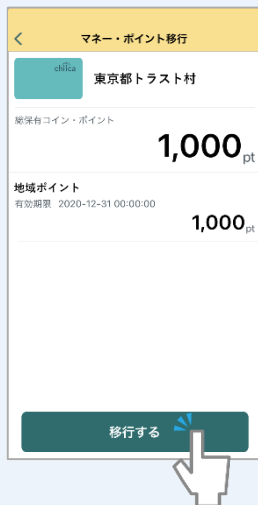 マネー・ポイント移行
chiica
東京都トラスト村
総保有コイン・ポイント
1,000pt
地域ポイント
有効期限 2020-12-31 00:00:00
1,000pt
移行する